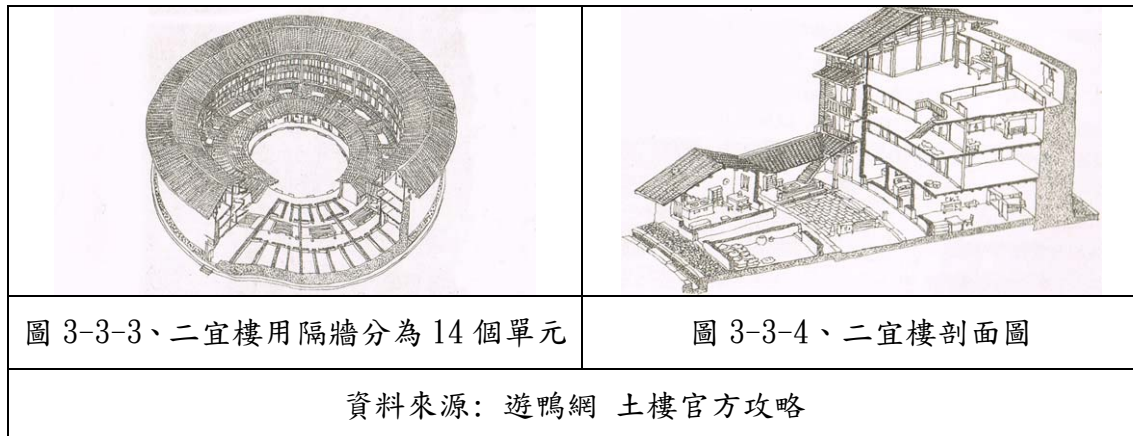 圖 3-3-3、二宜樓用隔牆分為 14 個單元
圖 3-3-4、二宜樓剖面圖
資料來源: 遊鴨網 土樓官方攻略